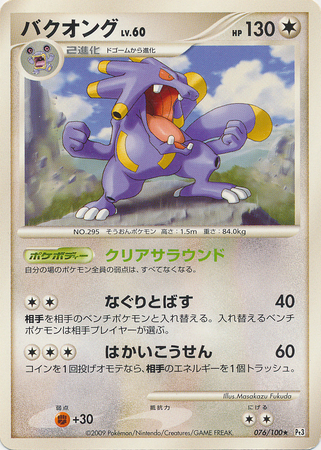 バクオング LV.60 HP 130
2進化 ドゴームから進化
NO.295 そうおんポケモン 高さ:1.5m 重さ:84.0kg
ポケボディー クリアサラウンド
自分の場のポケモン全員の弱点は、すべてなくなる。
なぐりとばす 40
相手を相手のベンチポケモンと入れ替える。入れ替えるベンチ
ポケモンは相手プレイヤーが選ぶ。
はかいこうせん 60
コインを1回投げオモテなら、相手のエネルギーを1個トラッシュ。
Illus.Masakazu Fukuda
弱点 抵抗力 にげる
+30
076/100★ Pt3
©2009 Pokémon/Nintendo/Creatures/GAME FREAK.